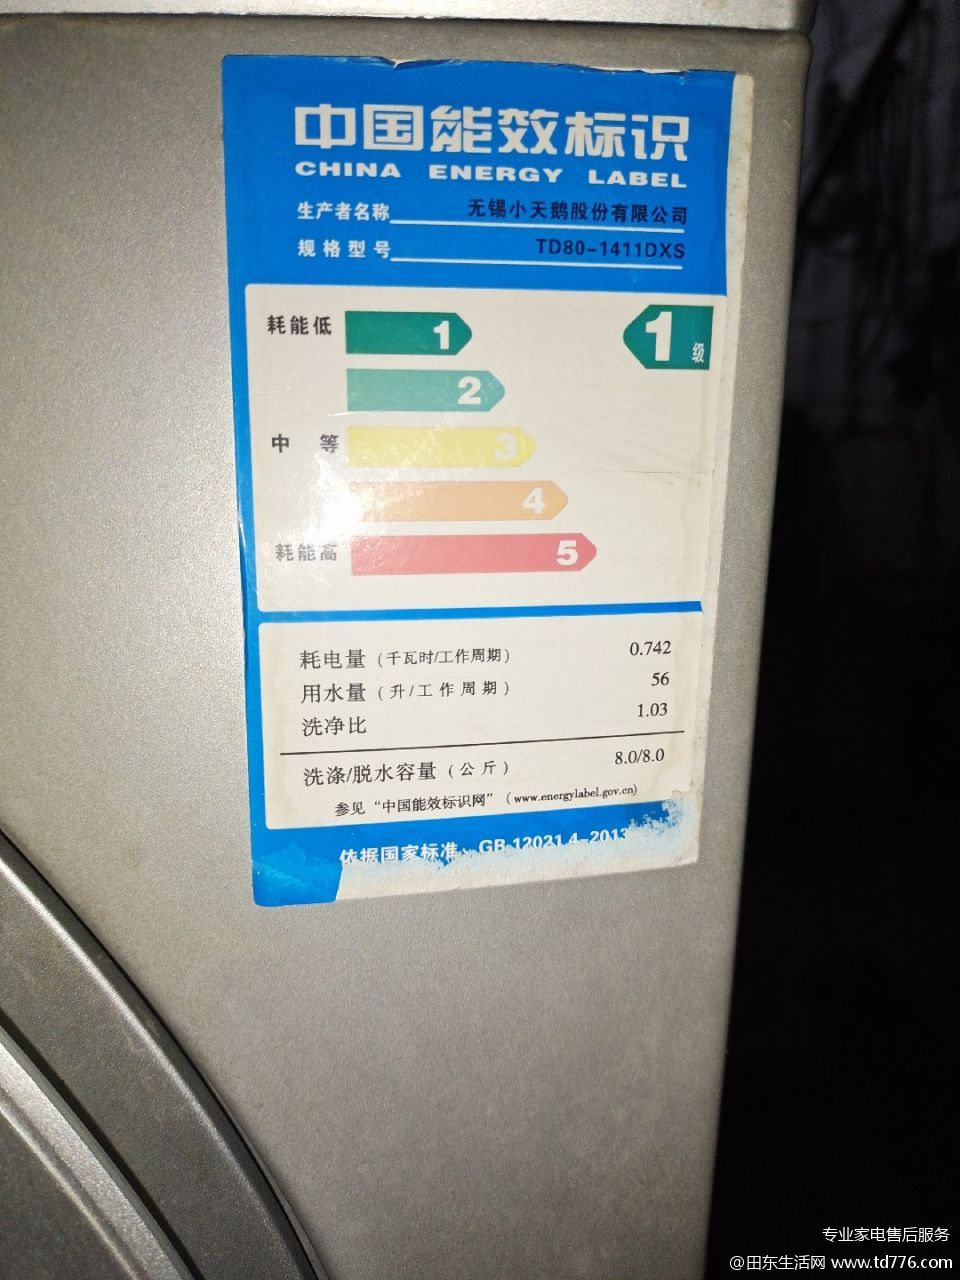 中国能效标识
CHINA ENERGY LABEL
生产者名称 无锡小天鹅股份有限公司
规格型号 TD80-1411DXS
耗能低 1 1级
2
中等 3
4
耗能高 5
耗电量（千瓦时/工作周期） 0.742
用水量（升/工作周期） 56
洗净比 1.03
洗涤/脱水容量（公斤） 8.0/8.0
参见“中国能效标识网”（www.energylabel.gov.cn）
依据国家标准：GB 12021.4-2013
专业家电售后服务
@田东生活网 www.td776.com